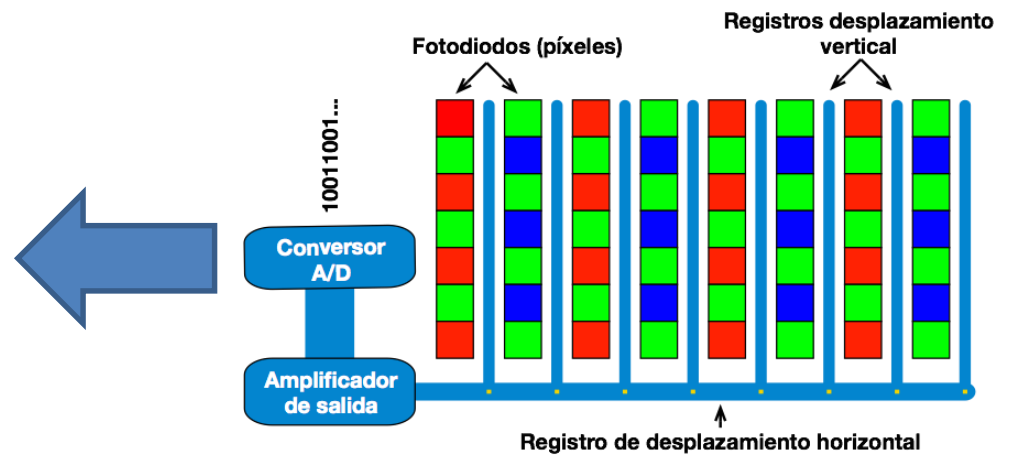 Registros desplazamiento
vertical
Fotodiodos (píxeles)
10011001...
Conversor
A/D
Amplificador
de salida
Registro de desplazamiento horizontal